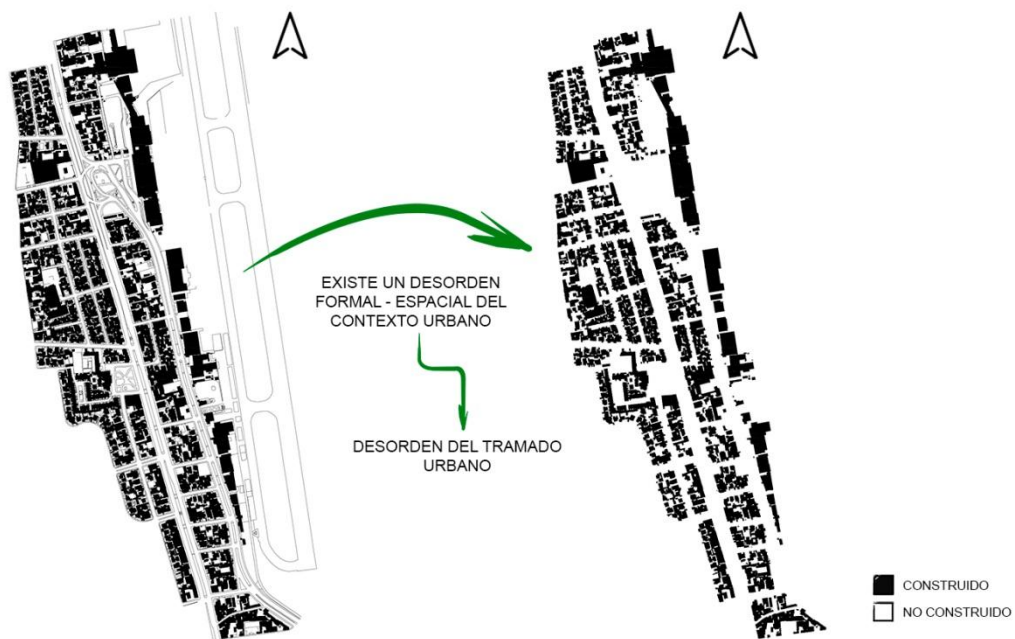 EXISTE UN DESORDEN
FORMAL - ESPACIAL DEL
CONTEXTO URBANO
DESORDEN DEL TRAMADO
URBANO
CONSTRUIDO
NO CONSTRUIDO